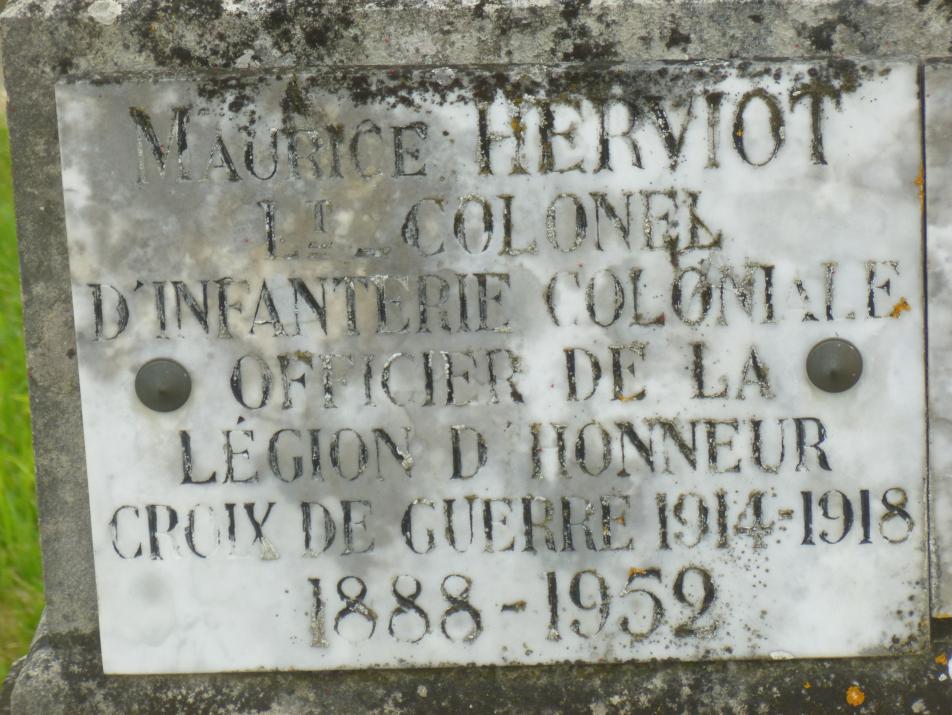 MAURICE HERVIOT
LT - COLONEL
D'INFANTERIE COLONIALE
OFFICIER DE LA
LÉGION D'HONNEUR
CROIX DE GUERRE 1914-1918
1888-1952